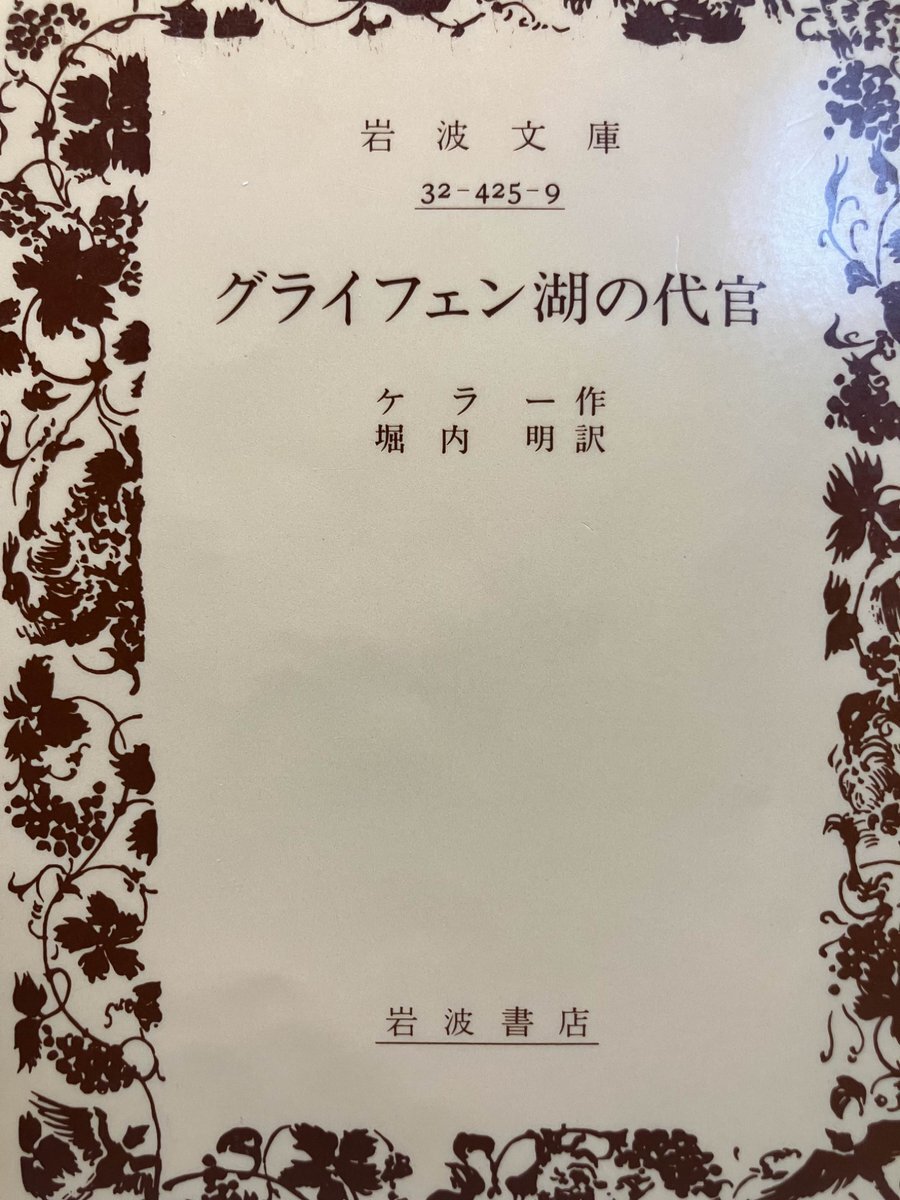 岩波文庫
32-425-9
グライフェン湖の代官
ケラー作
堀内明訳
岩波書店